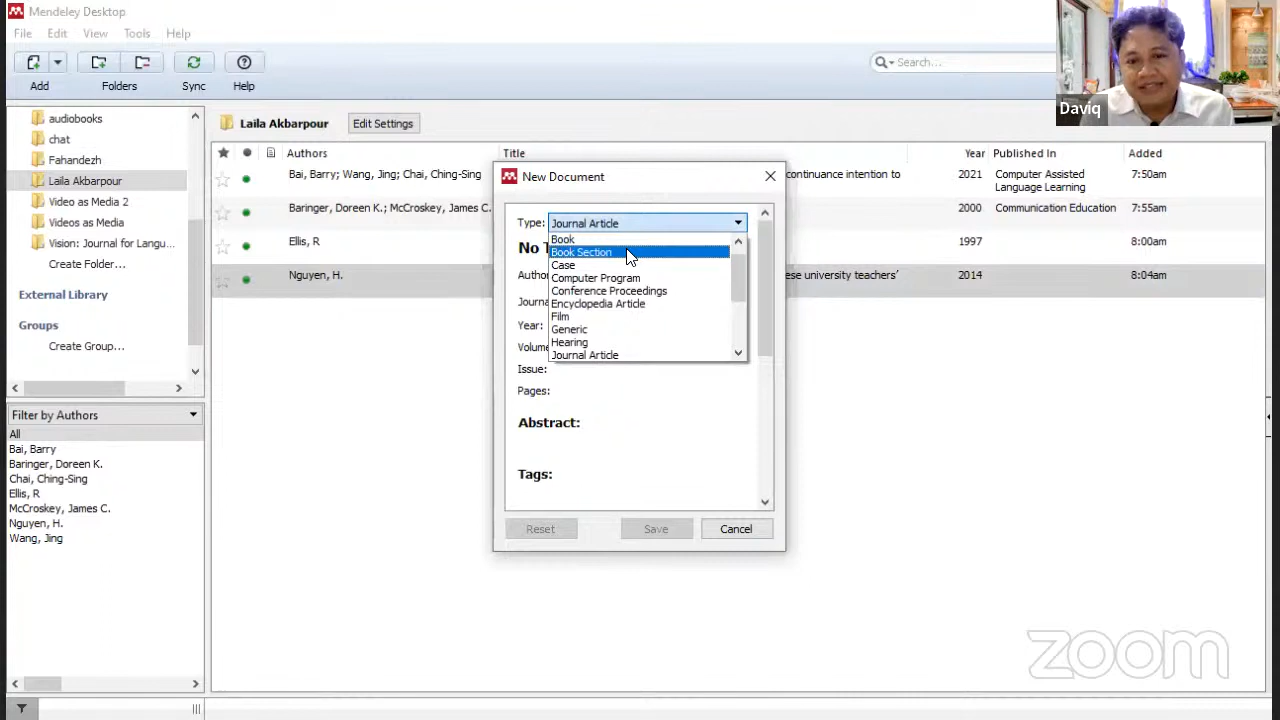 Mendeley Desktop
File Edit View Tools Help
Search...
Add Folders Sync Help
Daviq
audiobooks
chat
Fahandezh
Laila Akbarpour
Video as Media 2
Videos as Media
Vision: Journal for Langu...
Create Folder...
External Library
Groups
Create Group...
Filter by Authors
All
Bai, Barry
Baringer, Doreen K.
Chai, Ching-Sing
Ellis, R
McCroskey, James C.
Nguyen, H.
Wang, Jing
Laila Akbarpour Edit Settings
Authors Title Year Published In Added
Bai, Barry; Wang, Jing; Chai, Ching-Sing continuance intention to 2021 Computer Assisted Language Learning 7:50am
Baringer, Doreen K.; McCroskey, James C. 2000 Communication Education 7:55am
Ellis, R 1997 8:00am
Nguyen, H. ese university teachers' 2014 8:04am
New Document
Type: Journal Article
Book
Book Section
Case
Computer Program
Conference Proceedings
Encyclopedia Article
Film
Generic
Hearing
Journal Article
No T
Autho
Journa
Year:
Volume
Issue:
Pages:
Abstract:
Tags:
Reset Save Cancel
zoom